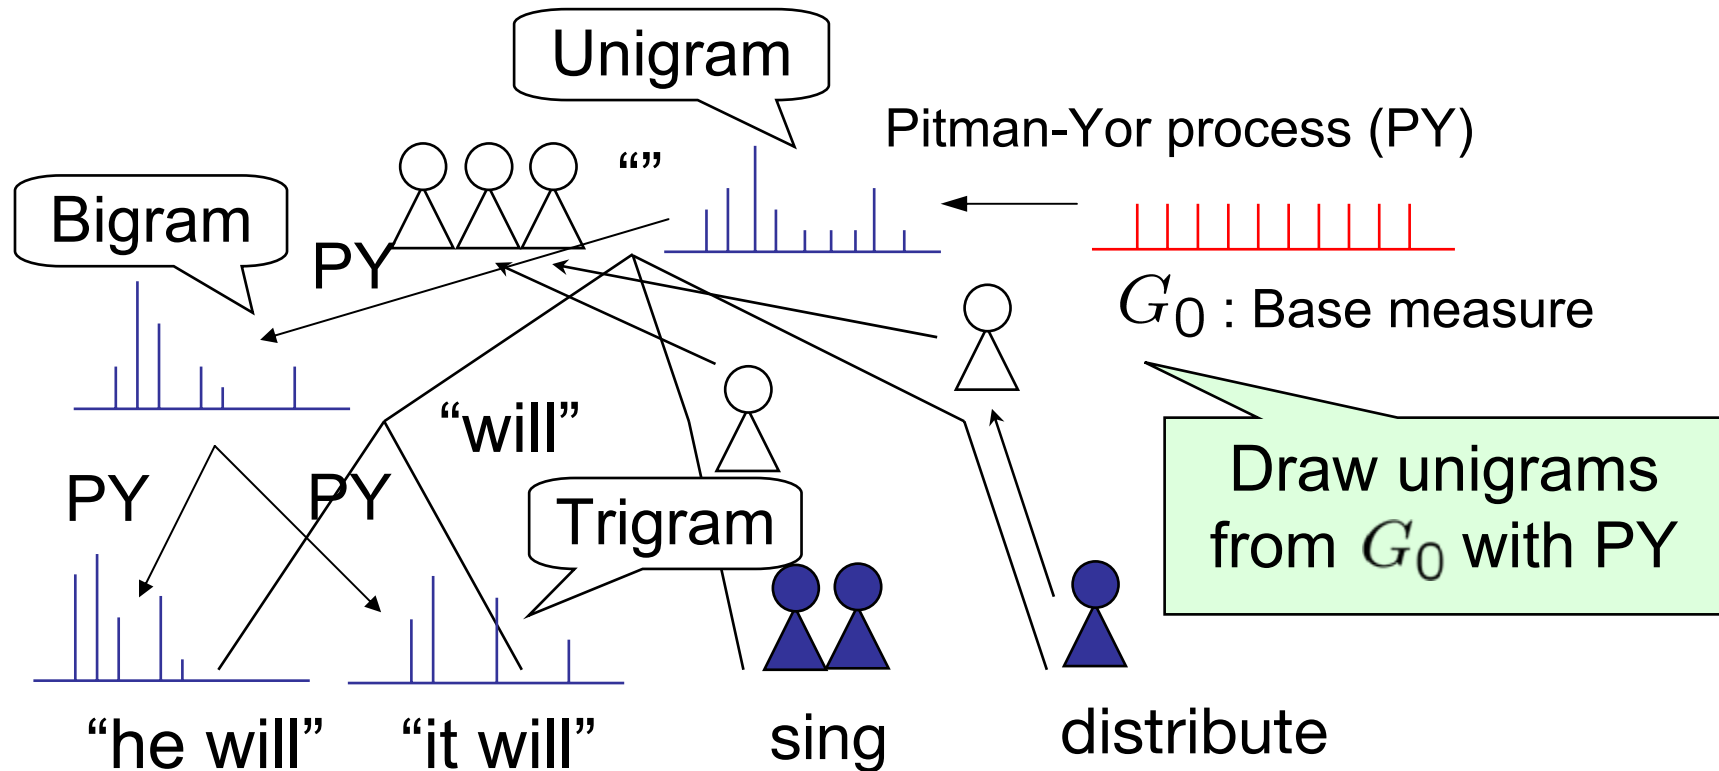 Unigram
Pitman-Yor process (PY)
“”
Bigram
PY
G0 : Base measure
“will”
Draw unigrams
from G0 with PY
PY
PY
Trigram
“he will”
“it will”
sing
distribute